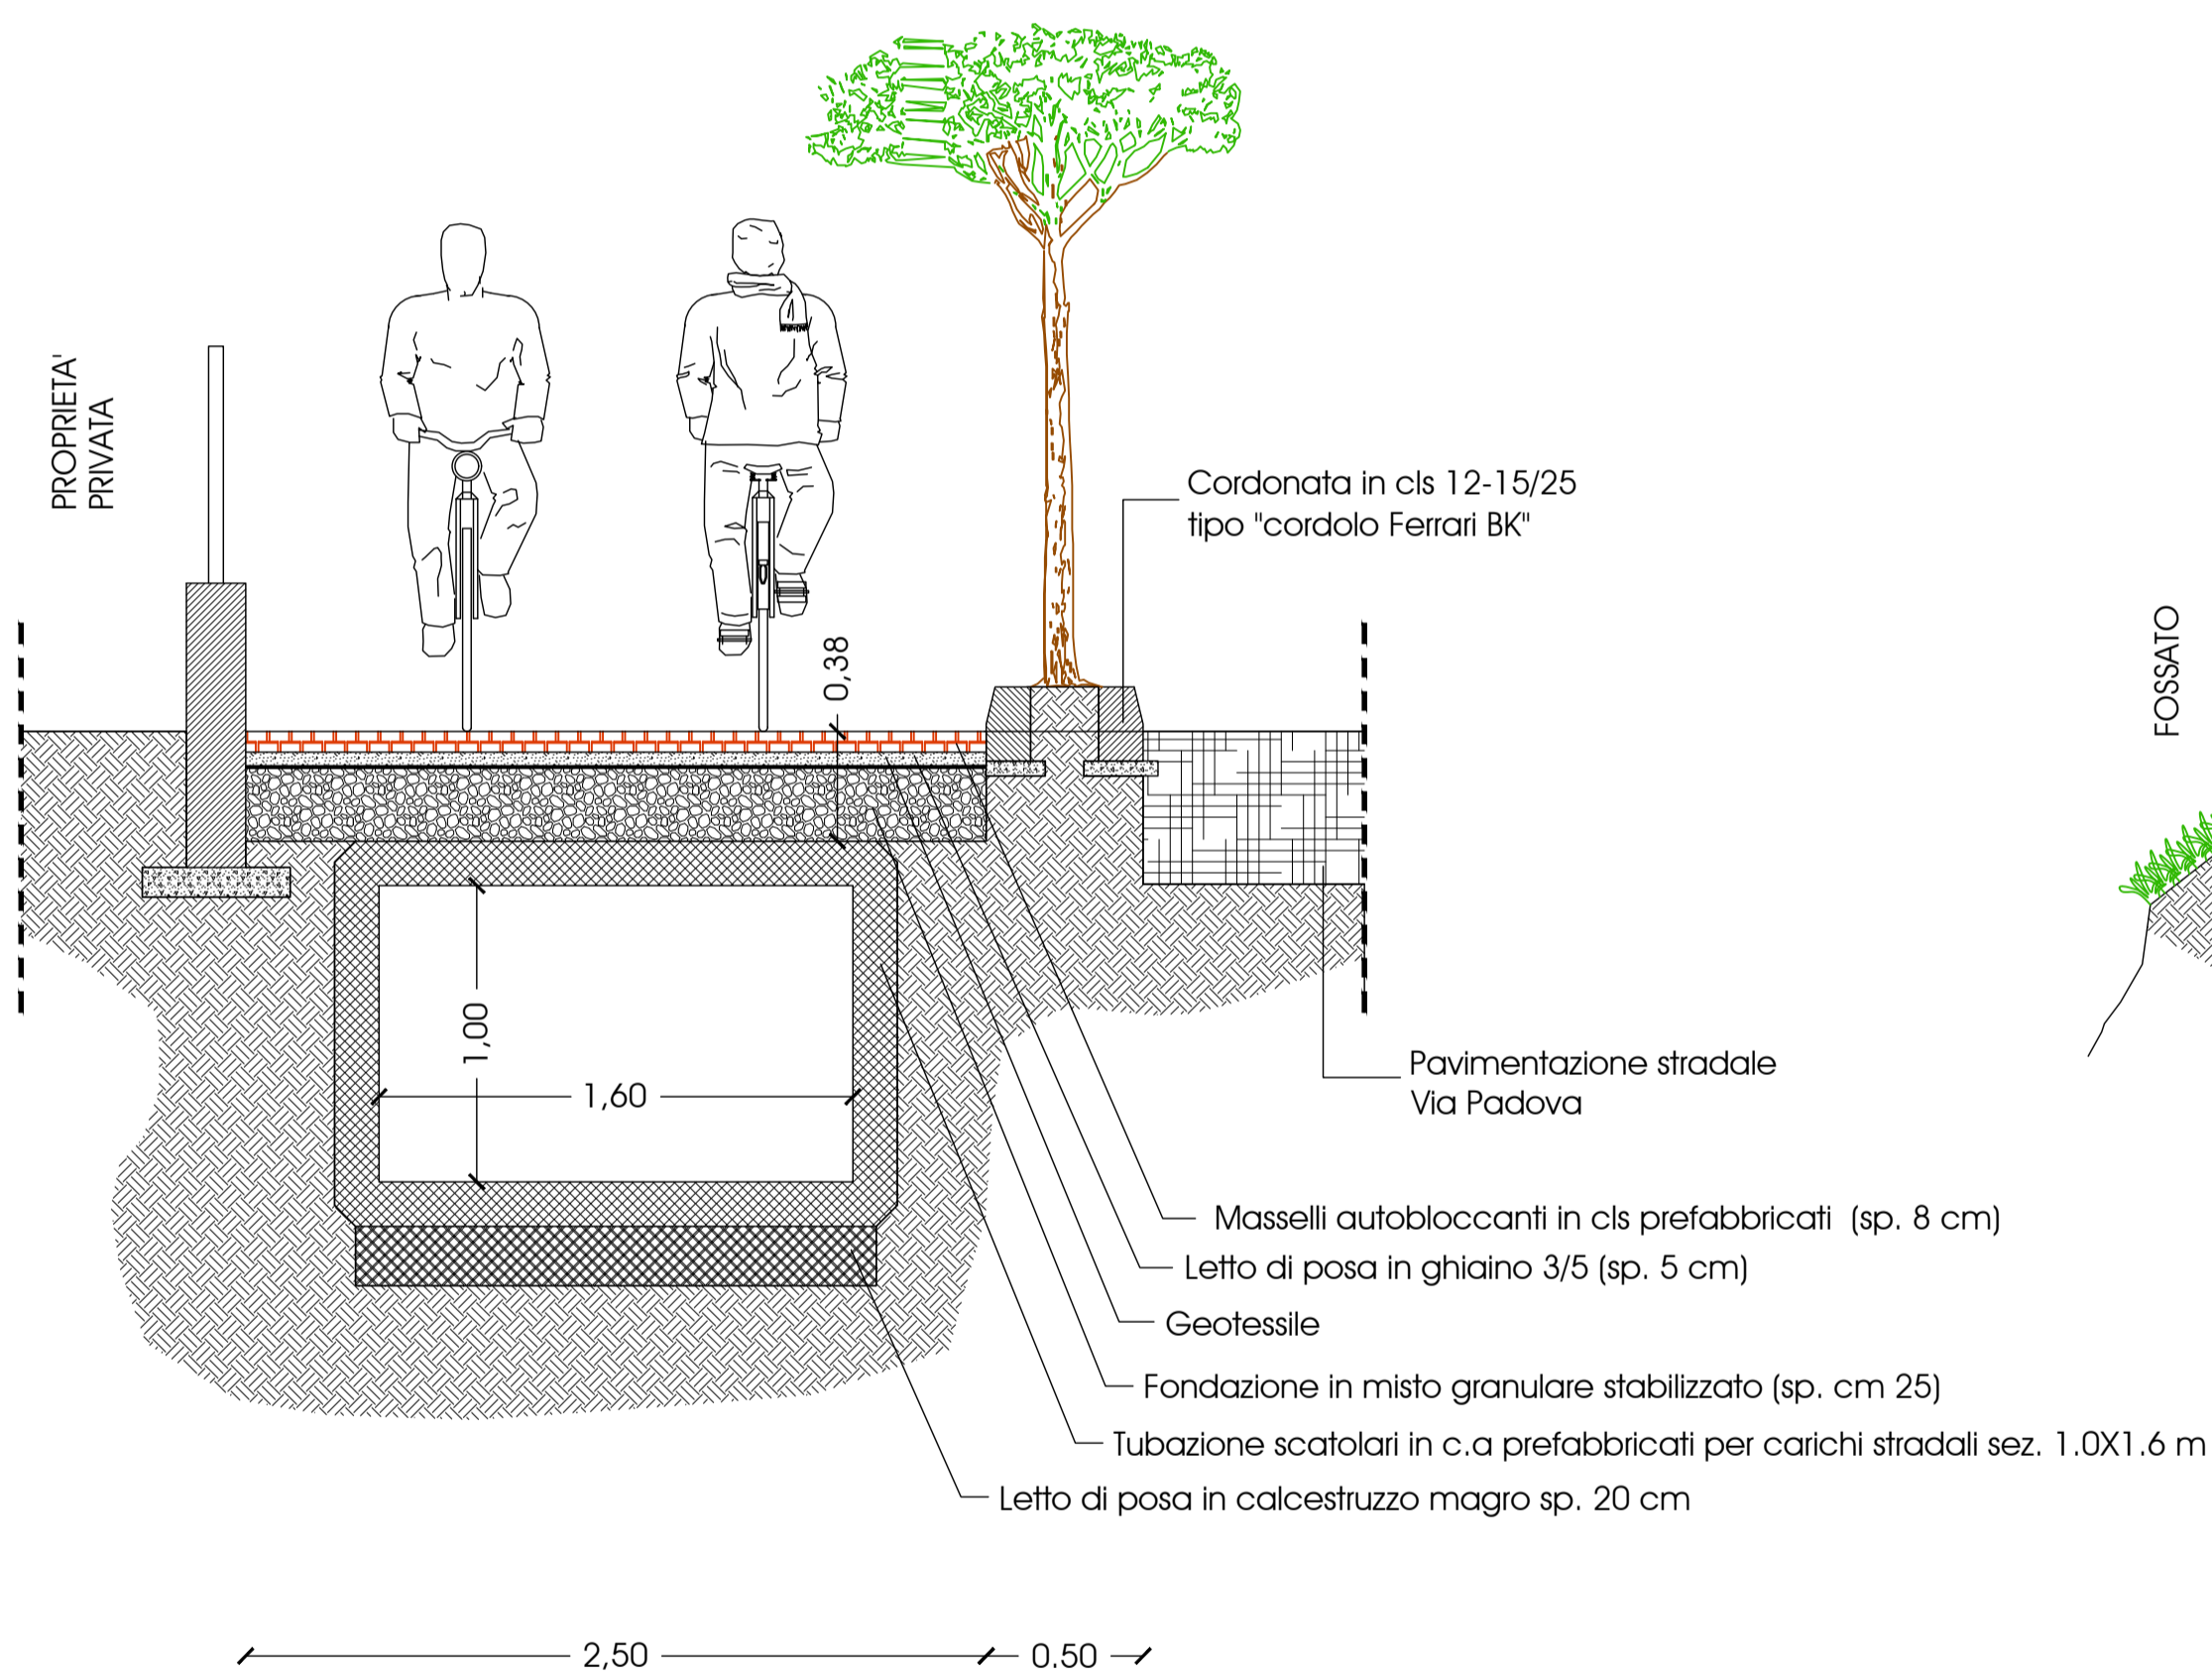 PROPRIETA'
PRIVATA
Cordonata in cls 12-15/25
tipo "cordolo Ferrari BK"
0,38
FOSSATO
1,00
1,60
Pavimentazione stradale
Via Padova
Masselli autobloccanti in cls prefabbricati (sp. 8 cm)
Letto di posa in ghiaino 3/5 (sp. 5 cm)
Geotessile
Fondazione in misto granulare stabilizzato (sp. cm 25)
Tubazione scatolari in c.a prefabbricati per carichi stradali sez. 1.0X1.6 m
Letto di posa in calcestruzzo magro sp. 20 cm
2,50
0.50